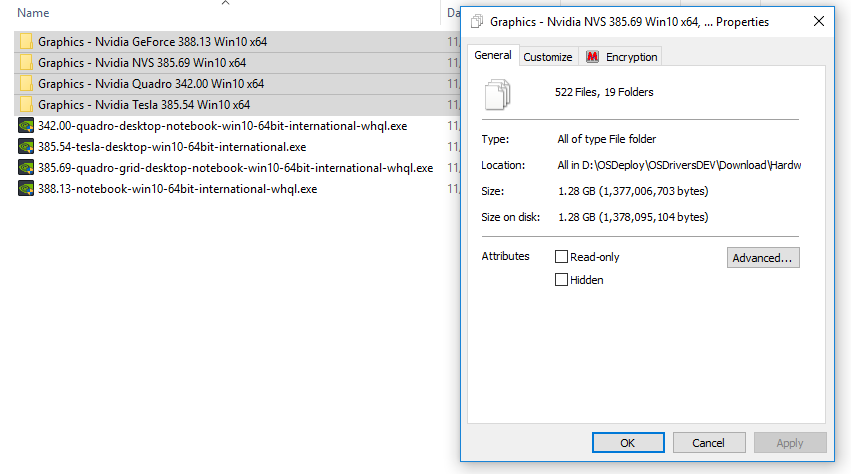 Name
Da
Graphics - Nvidia GeForce 388.13 Win10 x64
11,
Graphics - Nvidia NVS 385.69 Win10 x64
11,
Graphics - Nvidia Quadro 342.00 Win10 x64
11,
Graphics - Nvidia Tesla 385.54 Win10 x64
11,
342.00-quadro-desktop-notebook-win10-64bit-international-whql.exe
11,
385.54-tesla-desktop-win10-64bit-international.exe
11,
385.69-quadro-grid-desktop-notebook-win10-64bit-international-whql.exe
11,
388.13-notebook-win10-64bit-international-whql.exe
11,
Graphics - Nvidia NVS 385.69 Win10 x64, ... Properties
General Customize Encryption
522 Files, 19 Folders
Type: All of type File folder
Location: All in D:\OSDeploy\OSDriversDEV\Download\Hardw
Size: 1.28 GB (1,377,006,703 bytes)
Size on disk: 1.28 GB (1,378,095,104 bytes)
Attributes Read-only Advanced...
Hidden
OK Cancel Apply